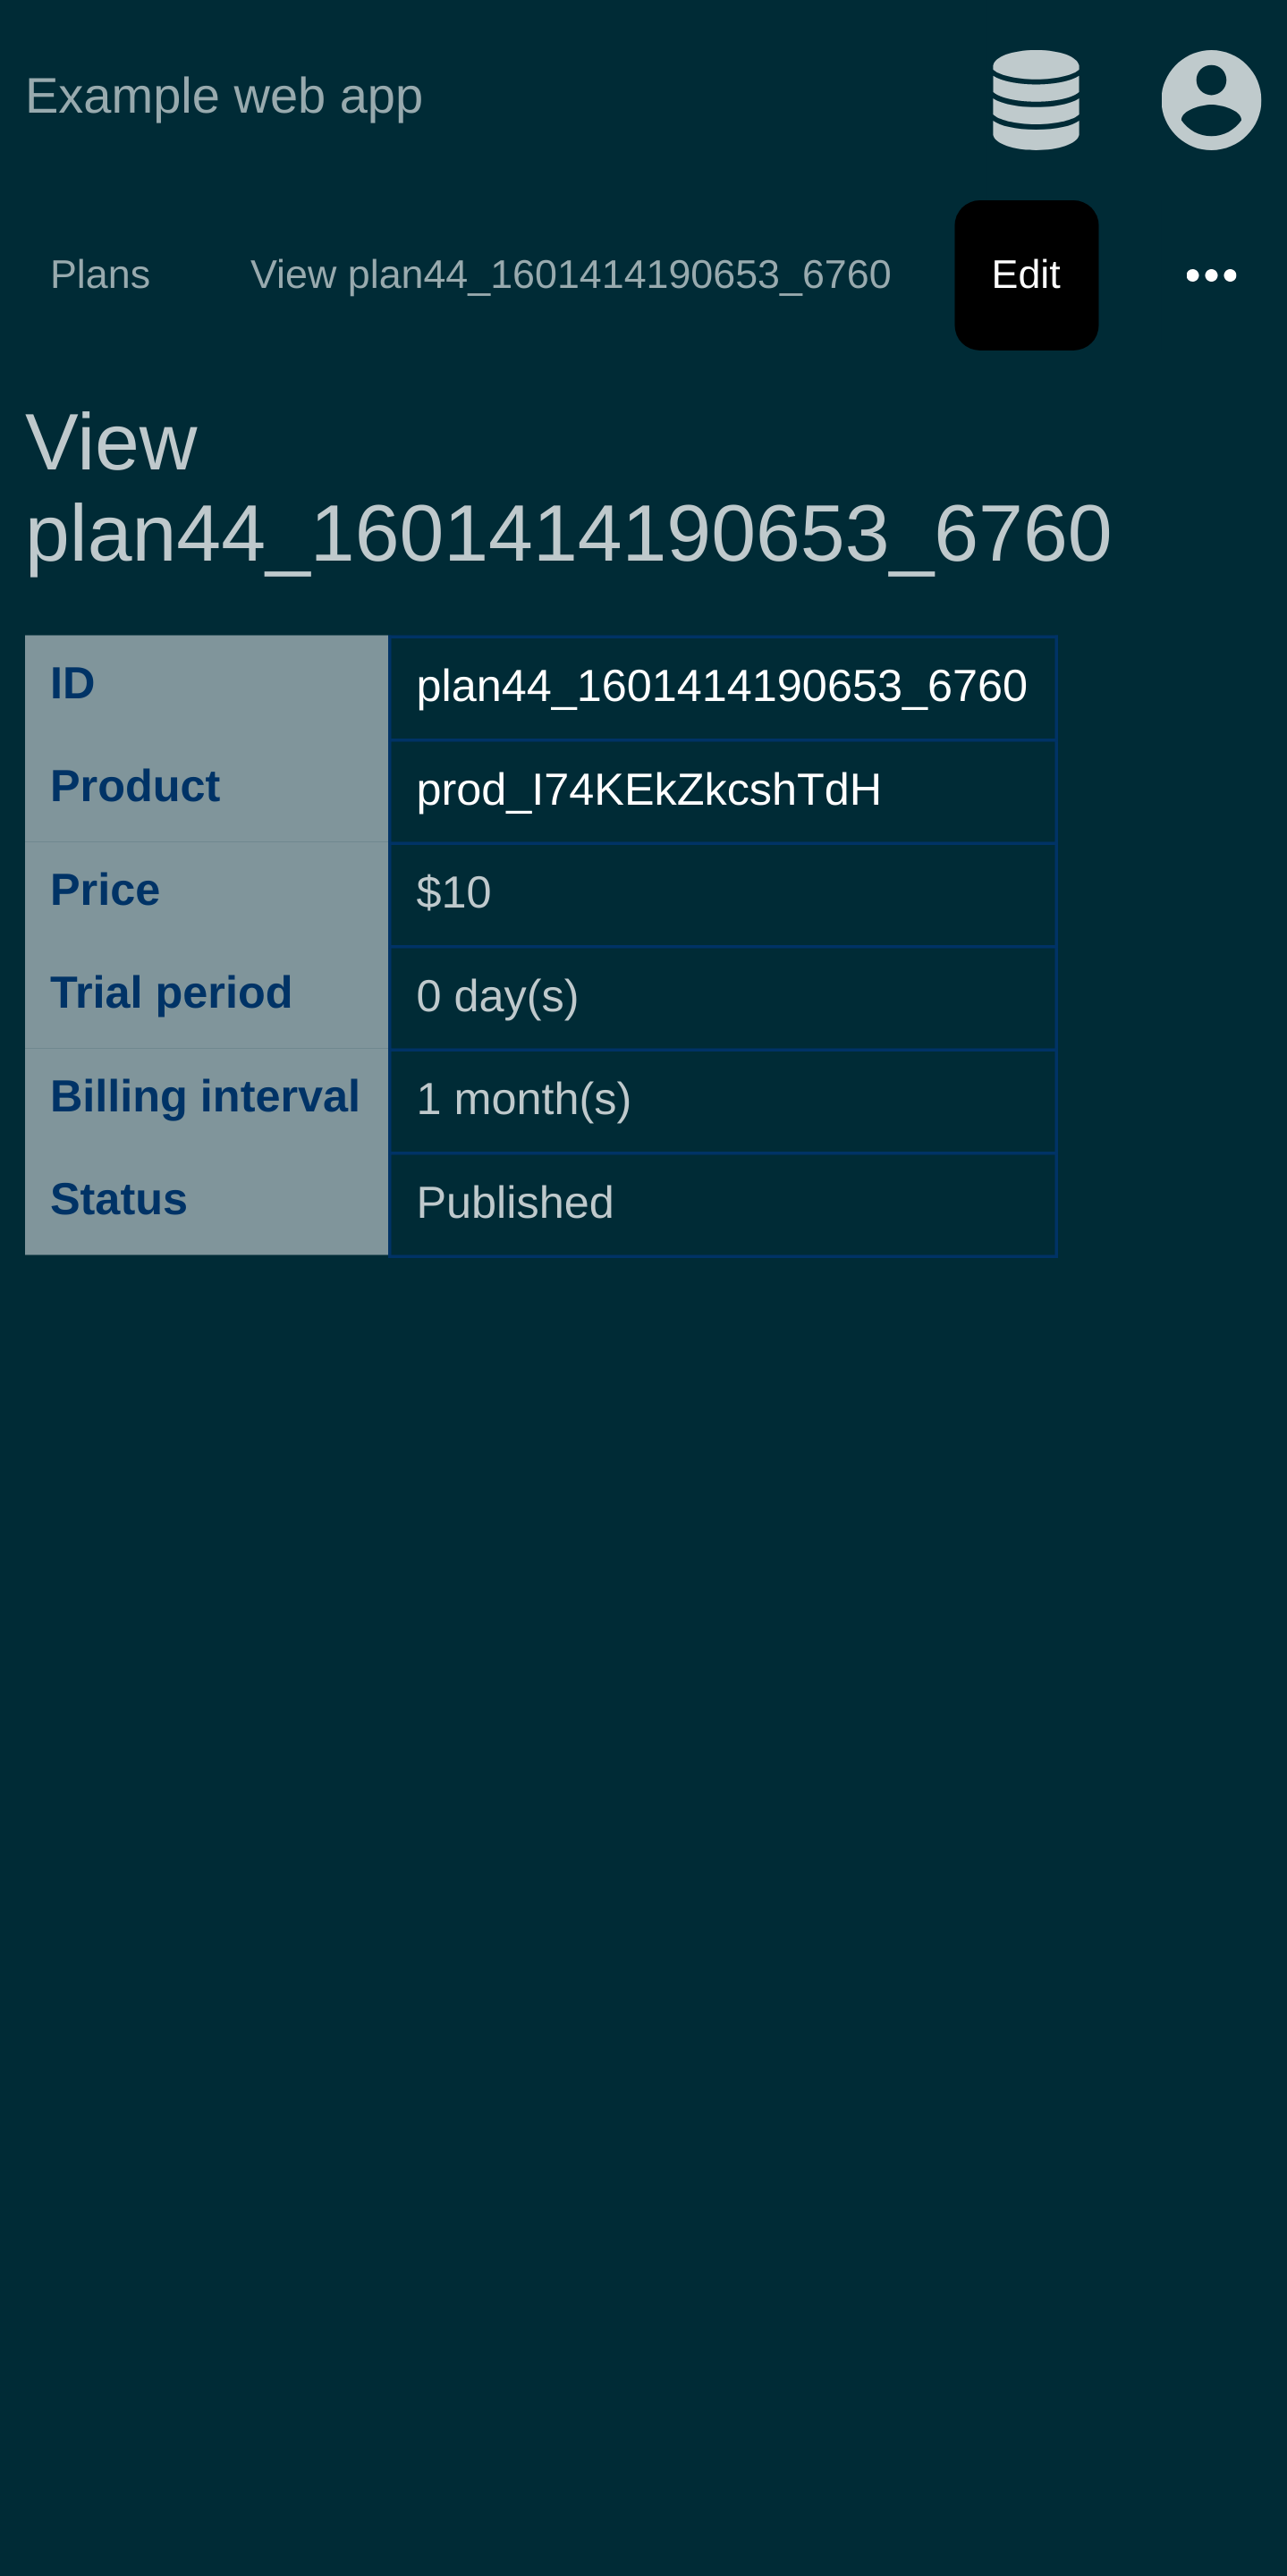 Example web app
Plans View plan44_1601414190653_6760 Edit
View
plan44_1601414190653_6760
ID plan44_1601414190653_6760
Product prod_I74KEkZkcshTdH
Price $10
Trial period 0 day(s)
Billing interval 1 month(s)
Status Published